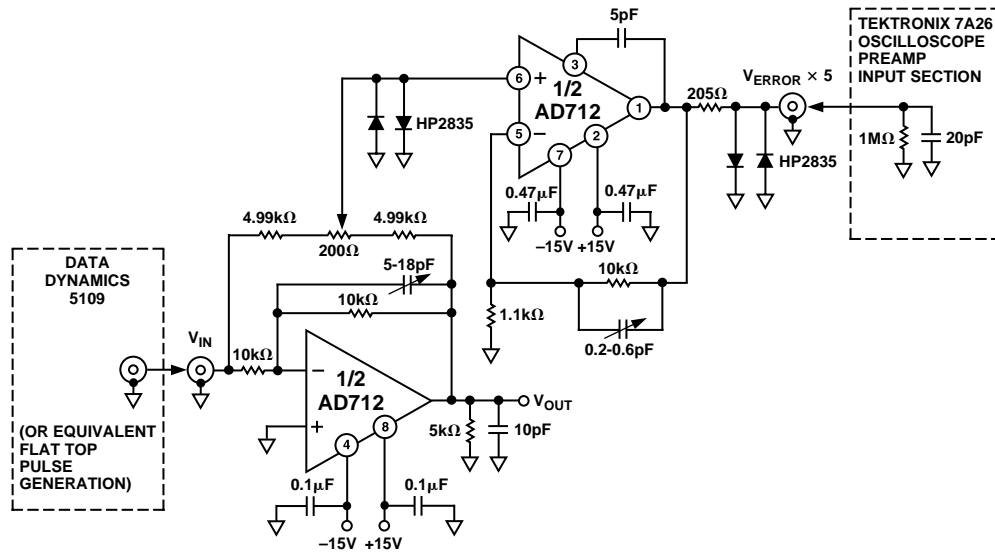 5pF
TEKTRONIX 7A26
OSCILLOSCOPE
PREAMP
INPUT SECTION
3
6
+
1/2
AD712
1
VERROR × 5
205Ω
HP2835
5
–
2
7
1MΩ
20pF
HP2835
0.47µF
0.47µF
–15V
+15V
4.99kΩ
4.99kΩ
200Ω
DATA
DYNAMICS
5109
5-18pF
10kΩ
10kΩ
1.1kΩ
0.2-0.6pF
VIN
10kΩ
–
1/2
AD712
+
8
4
VOUT
5kΩ
10pF
(OR EQUIVALENT
FLAT TOP
PULSE
GENERATION)
0.1µF
0.1µF
–15V
+15V